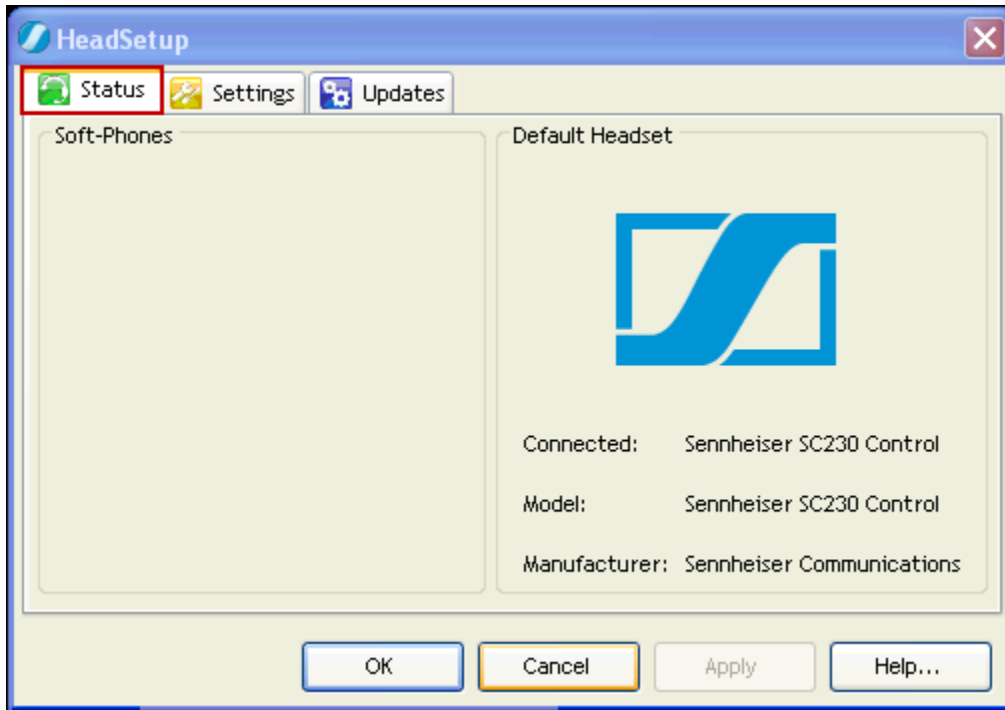 HeadSetup
Status Settings Updates
Soft-Phones
Default Headset
Connected: Sennheiser SC230 Control
Model: Sennheiser SC230 Control
Manufacturer: Sennheiser Communications
OK Cancel Apply Help...